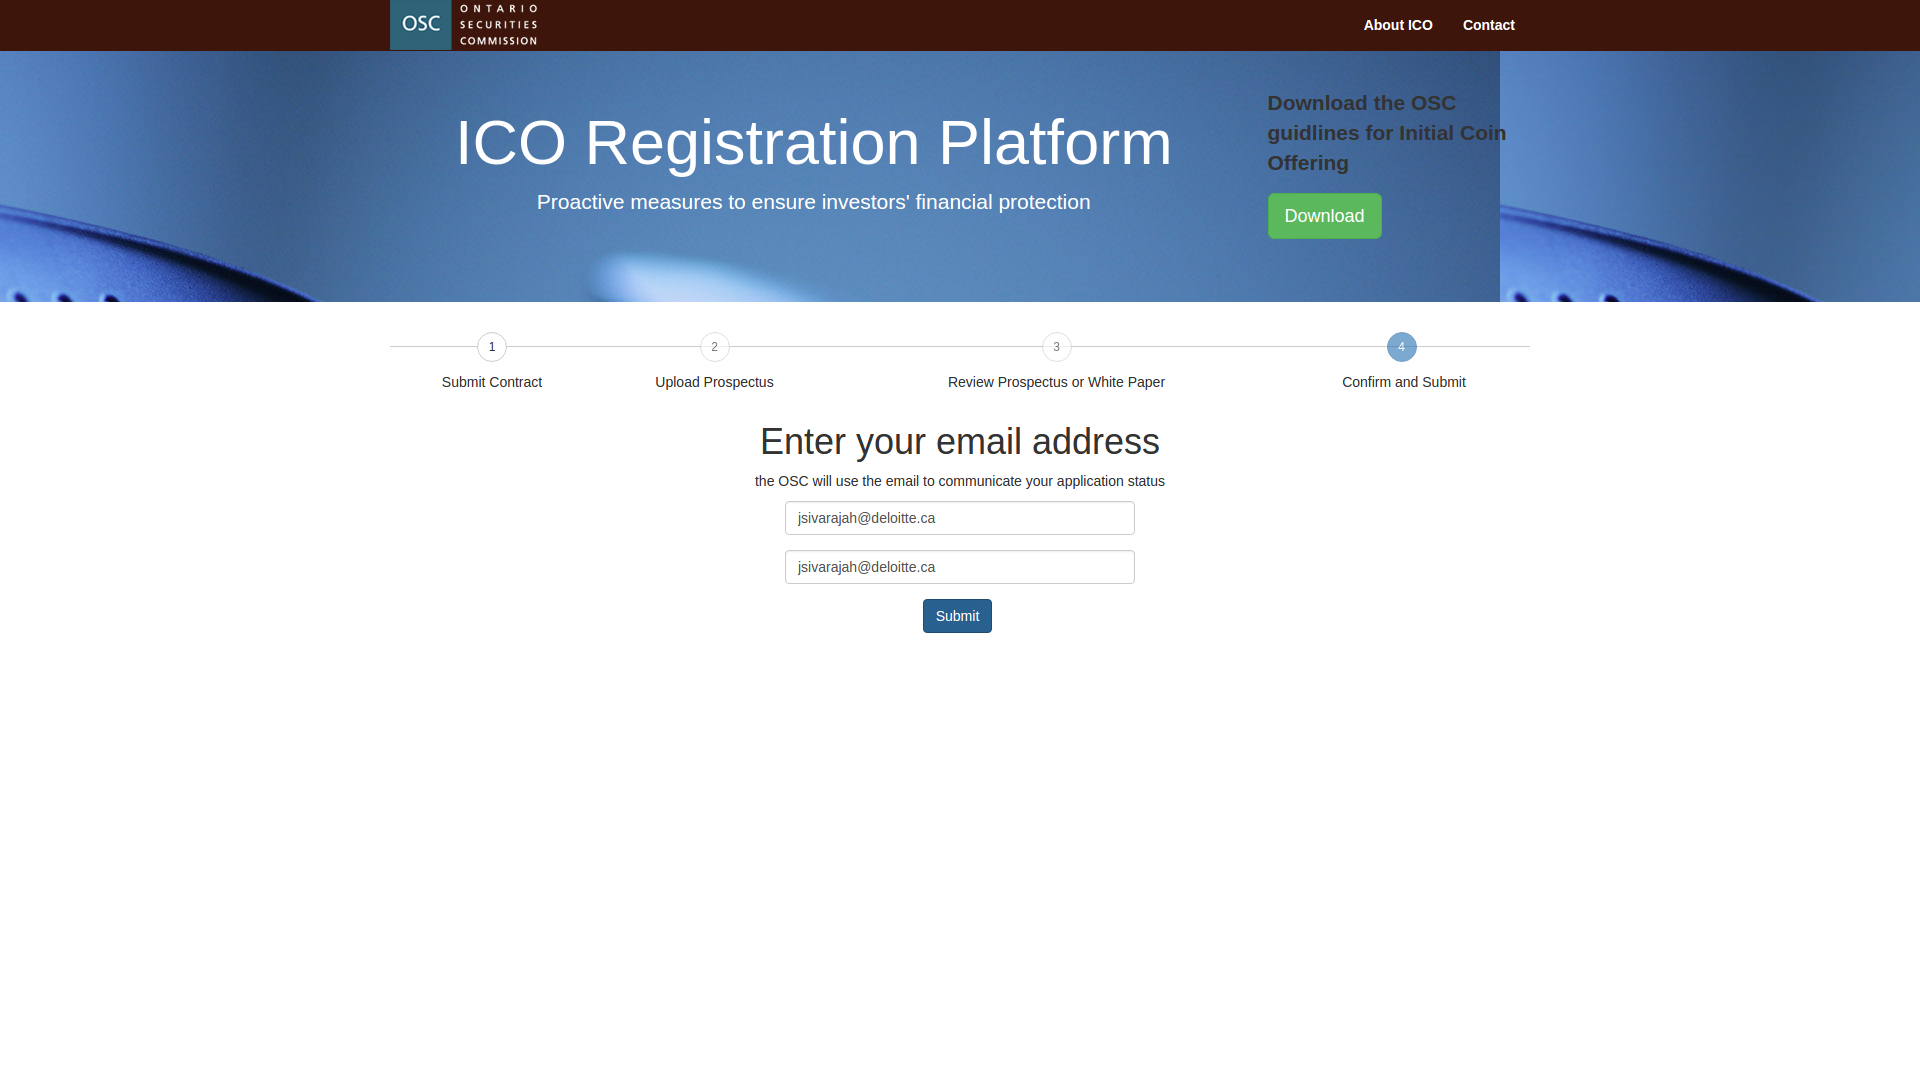 OSC
ONTARIO
SECURITIES
COMMISSION
About ICO
Contact
ICO Registration Platform
Proactive measures to ensure investors' financial protection
Download the OSC
guidlines for Initial Coin
Offering
Download
1
Submit Contract
2
Upload Prospectus
3
Review Prospectus or White Paper
4
Confirm and Submit
Enter your email address
the OSC will use the email to communicate your application status
jsivarajah@deloitte.ca
jsivarajah@deloitte.ca
Submit